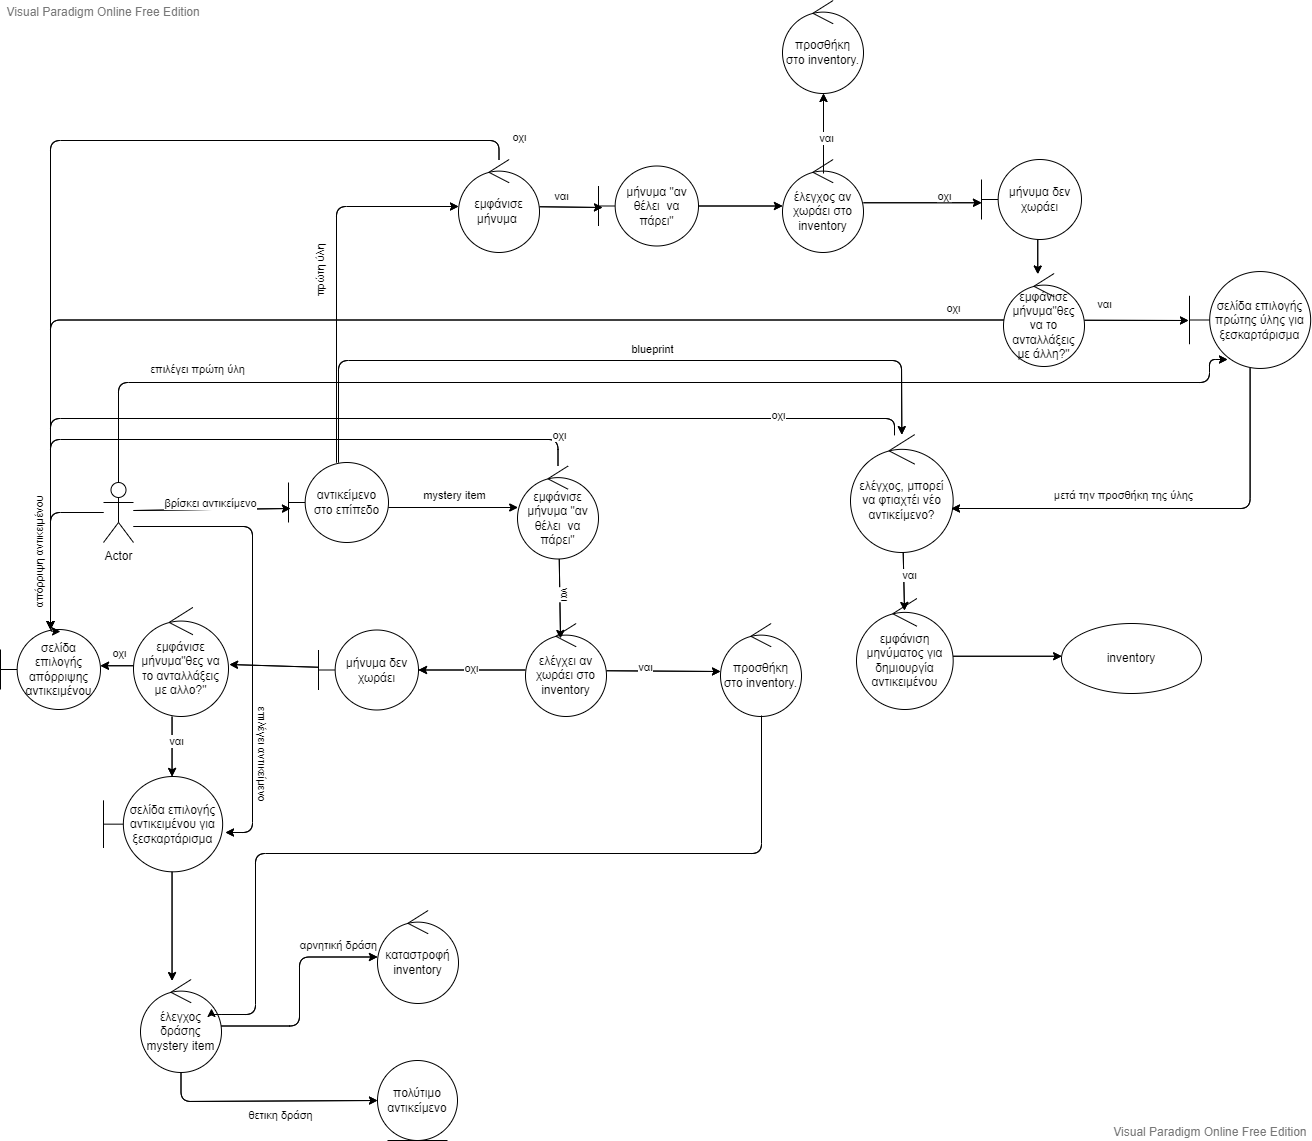 Visual Paradigm Online Free Edition
προσθήκη
στο inventory.
ναι
οχι
εμφάνισε
μήνυμα
ναι
μήνυμα "αν
θέλει  να
πάρει"
έλεγχος αν
χωράει στο
inventory
οχι
μήνυμα δεν
χωράει
πρώτη ύλη
οχι
εμφάνισε
μήνυμα"θες
να το
ανταλλάξεις
με άλλη?"
ναι
σελίδα επιλογής
πρώτης ύλης για
ξεσκαρτάρισμα
blueprint
επιλέγει πρώτη ύλη
οχι
οχι
απόρριψη αντικειμένου
Actor
βρίσκει αντικείμενο
αντικείμενο
στο επίπεδο
mystery item
εμφάνισε
μήνυμα "αν
θέλει  να
πάρει"
ελέγχος, μπορεί
να φτιαχτέι νέο
αντικείμενο?
μετά την προσθήκη της ύλης
ναι
ναι
σελίδα
επιλογής
απόρριψης
αντικειμένου
οχι
εμφάνισε
μήνυμα"θες να
το ανταλλάξεις
με αλλο?"
μήνυμα δεν
χωράει
οχι
ελέγχει αν
χωράει στο
inventory
ναι
προσθήκη
στο inventory.
εμφάνιση
μηνύματος για
δημιουργία
αντικειμένου
inventory
ναι
επιλέγει αντικείμενο
σελίδα επιλογής
αντικειμένου για
ξεσκαρτάρισμα
αρνητική δράση
καταστροφή
inventory
έλεγχος
δράσης
mystery item
θετικη δράση
πολύτιμο
αντικείμενο
Visual Paradigm Online Free Edition